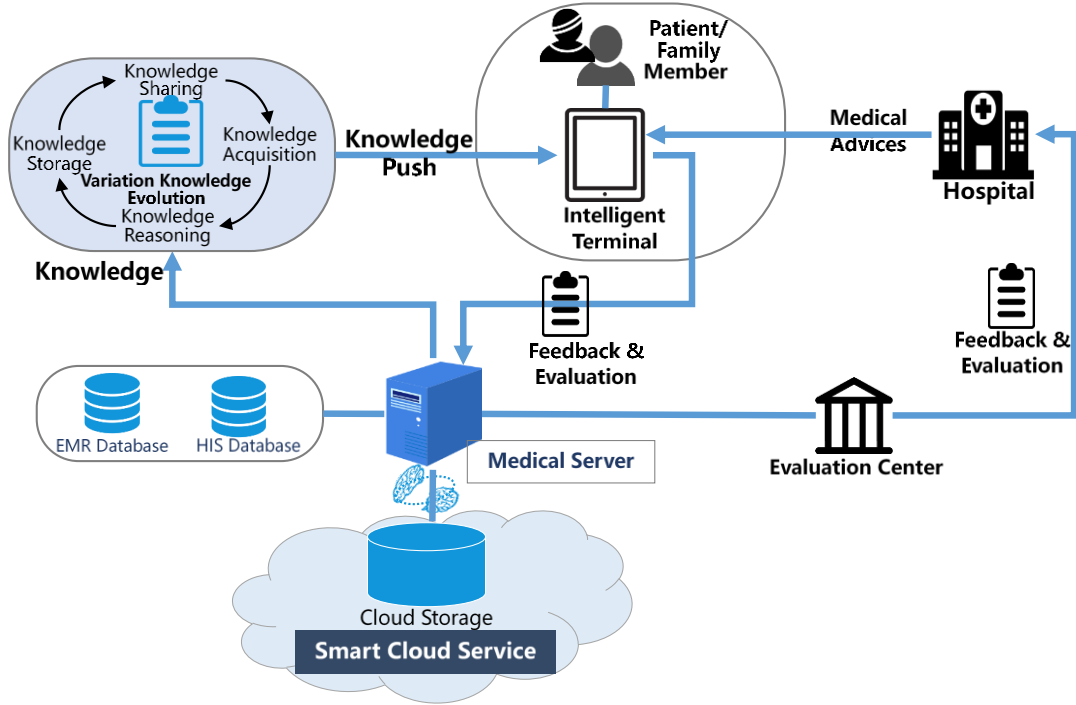 Patient/
Family
Member
Knowledge
Sharing
Knowledge
Acquisition
Knowledge
Storage
Variation Knowledge
Evolution
Knowledge
Reasoning
Knowledge
Push
Medical
Advices
Hospital
Intelligent
Terminal
Knowledge
Feedback &
Evaluation
Feedback &
Evaluation
EMR Database
HIS Database
Medical Server
Evaluation Center
Cloud Storage
Smart Cloud Service